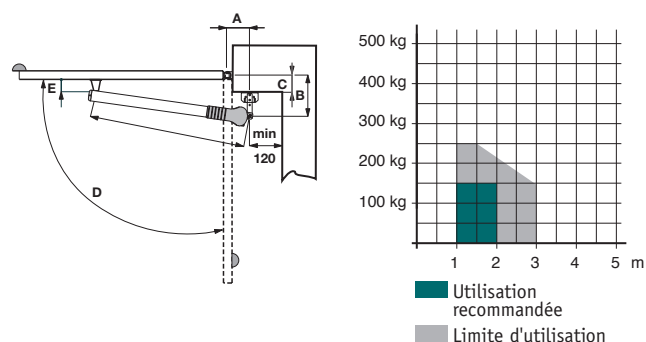 A
C
B
E
D
min
120
500 kg
400 kg
300 kg
200 kg
100 kg
1 2 3 4 5 m
Utilisation
recommandée
Limite d'utilisation